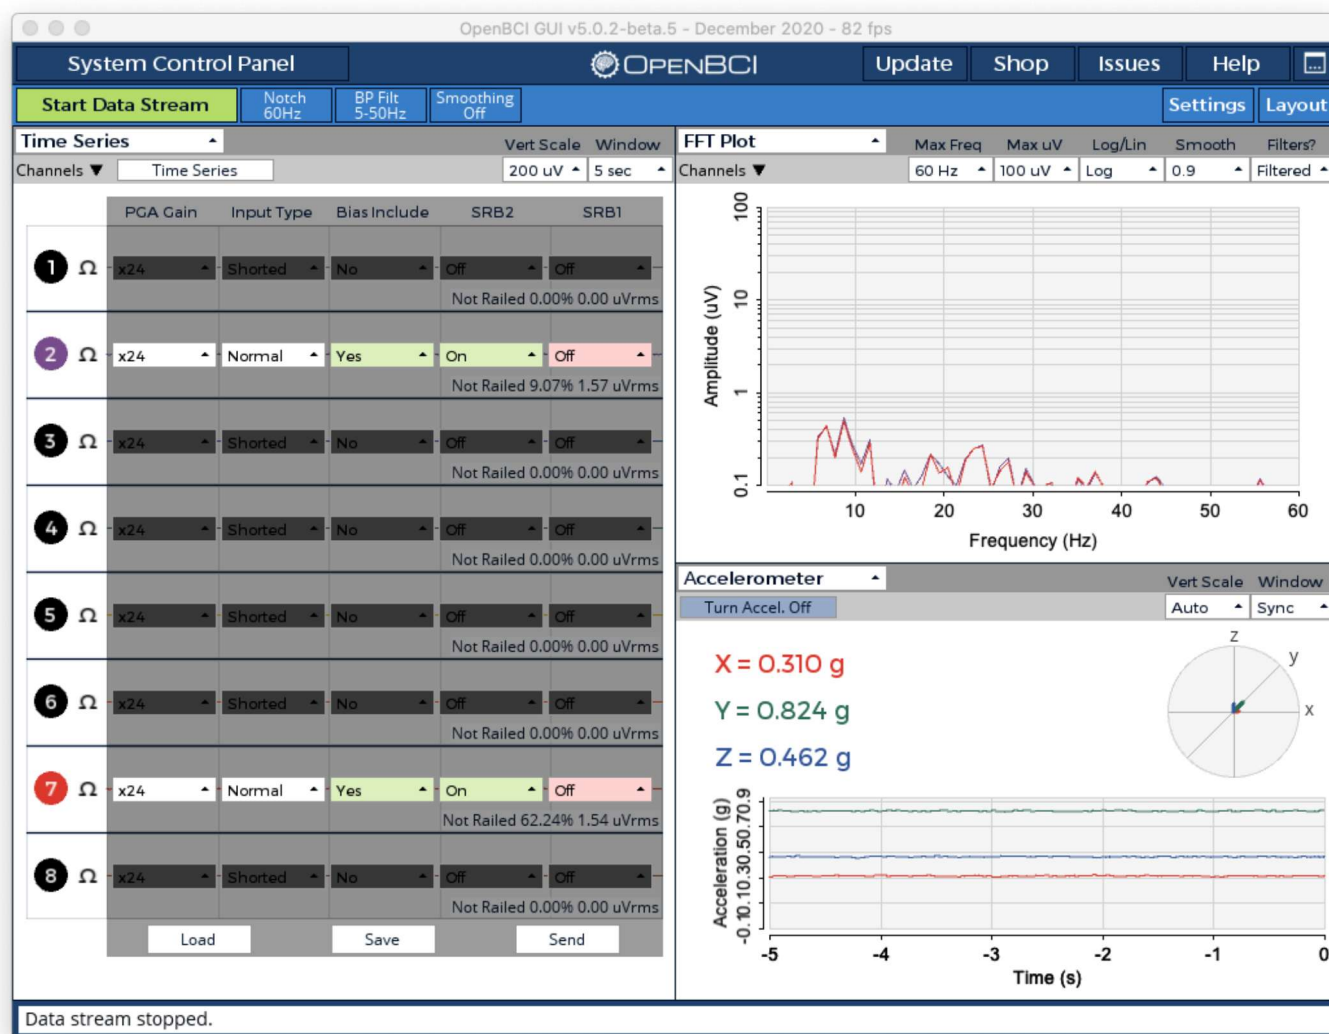 OpenBCI GUI v5.0.2-beta.5 - December 2020 - 82 fps
System Control Panel OPENBCI Update Shop Issues Help
Start Data Stream Notch 60Hz BP Filt 5-50Hz Smoothing Off Settings Layout
Time Series Vert Scale Window
Channels ▼ Time Series 200 uV 5 sec
PGA Gain Input Type Bias Include SRB2 SRB1
1 Ω x24 Shorted No Off Off
Not Railed 0.00% 0.00 uVrms
2 Ω x24 Normal Yes On Off
Not Railed 9.07% 1.57 uVrms
3 Ω x24 Shorted No Off Off
Not Railed 0.00% 0.00 uVrms
4 Ω x24 Shorted No Off Off
Not Railed 0.00% 0.00 uVrms
5 Ω x24 Shorted No Off Off
Not Railed 0.00% 0.00 uVrms
6 Ω x24 Shorted No Off Off
Not Railed 0.00% 0.00 uVrms
7 Ω x24 Normal Yes On Off
Not Railed 62.24% 1.54 uVrms
8 Ω x24 Shorted No Off Off
Not Railed 0.00% 0.00 uVrms
Load Save Send
FFT Plot Max Freq Max uV Log/Lin Smooth Filters?
Channels ▼ 60 Hz 100 uV Log 0.9 Filtered
Amplitude (uV)
100
10
1
0.1
10 20 30 40 50 60
Frequency (Hz)
Accelerometer Vert Scale Window
Turn Accel. Off Auto Sync
X = 0.310 g
Y = 0.824 g
Z = 0.462 g
z
y
x
Acceleration (g)
-0.10.10.30.50.70.9
-5 -4 -3 -2 -1 0
Time (s)
Data stream stopped.